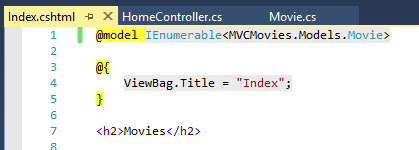 Index.cshtml HomeController.cs Movie.cs
1 @model IEnumerable<MVCMovies.Models.Movie>
2
3 @{
4 ViewBag.Title = "Index";
5 }
6
7 <h2>Movies</h2>